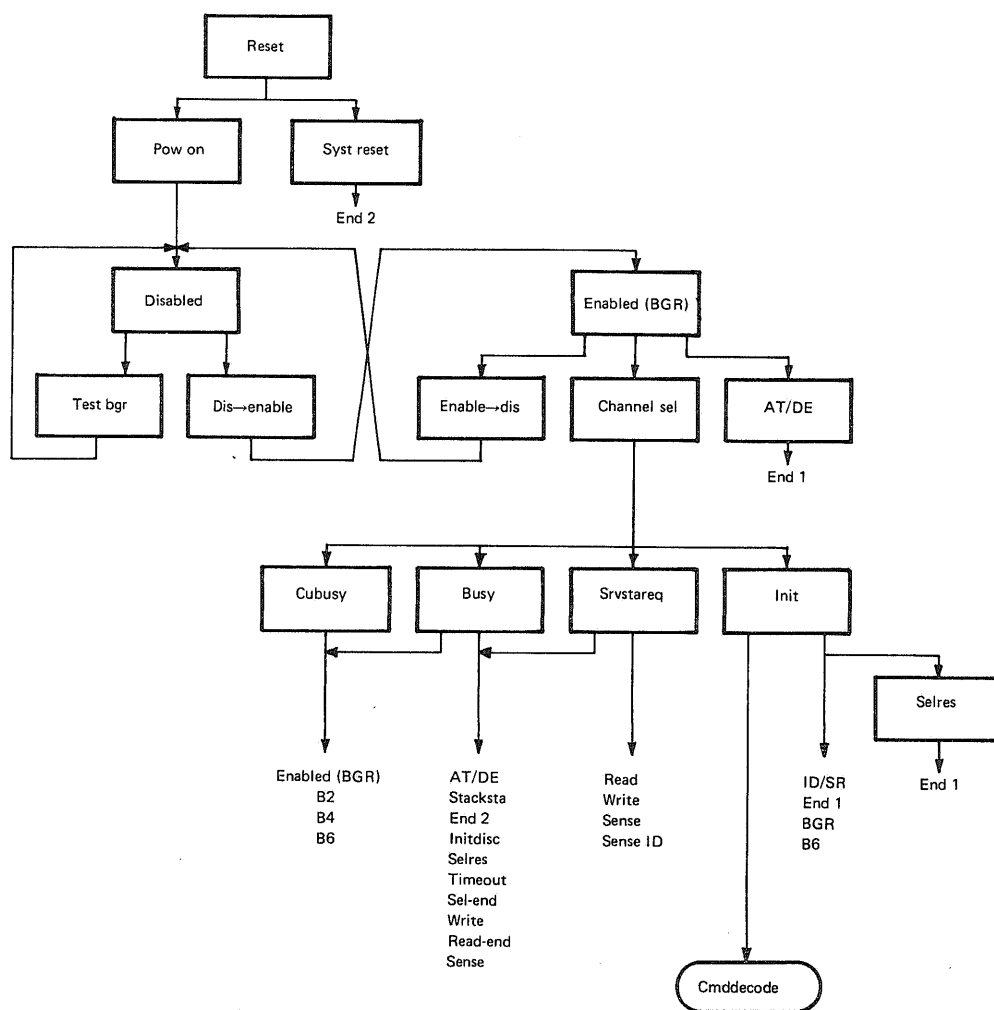 Reset
Pow on
Syst reset
End 2
Disabled
Enabled (BGR)
Test bgr
Dis→enable
Enable→dis
Channel sel
AT/DE
End 1
Cubusy
Busy
Srvstareq
Init
Selres
End 1
Enabled (BGR)
B2
B4
B6
AT/DE
Stacksta
End 2
Initdisc
Selres
Timeout
Sel-end
Write
Read-end
Sense
Read
Write
Sense
Sense ID
ID/SR
End 1
BGR
B6
Cmddecode